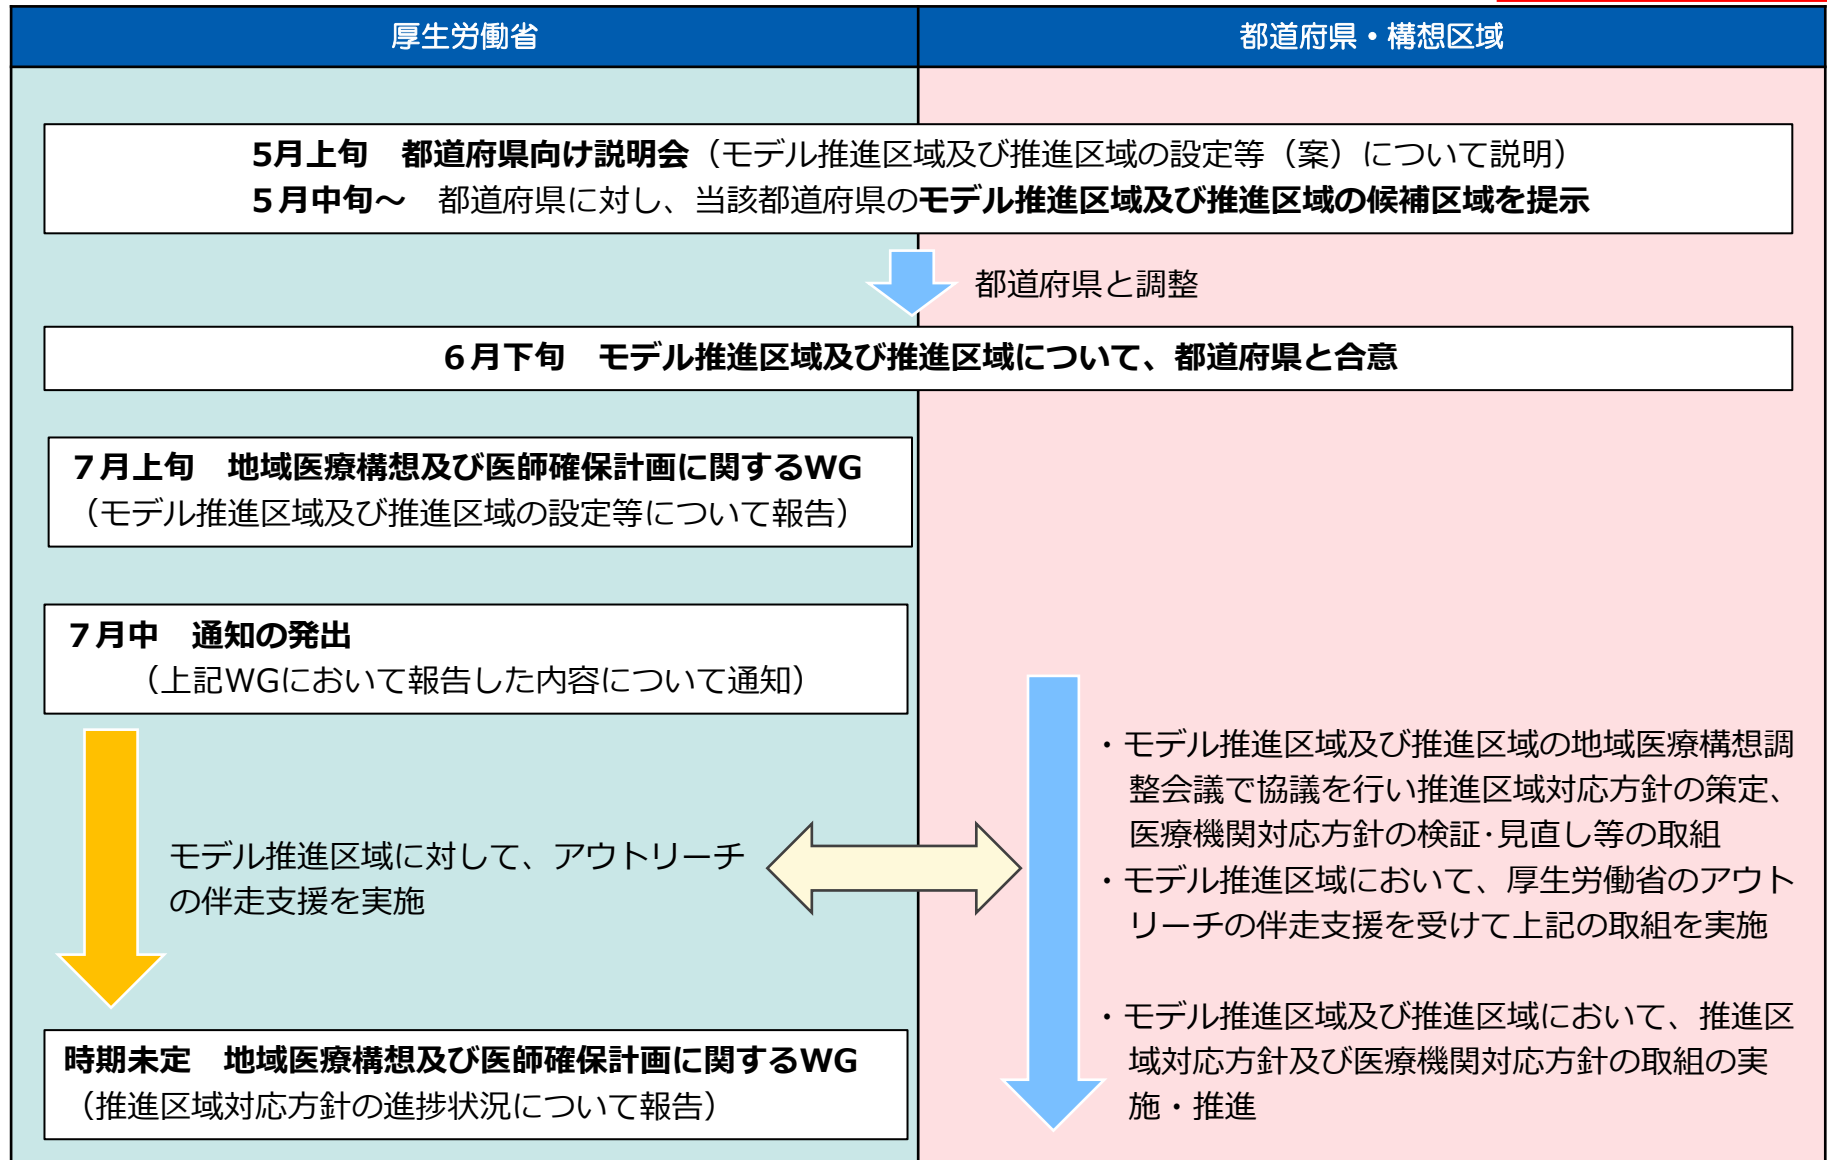 厚生労働省
都道府県・構想区域
5月上旬　都道府県向け説明会（モデル推進区域及び推進区域の設定等（案）について説明）
５月中旬～　都道府県に対し、当該都道府県のモデル推進区域及び推進区域の候補区域を提示
都道府県と調整
６月下旬　モデル推進区域及び推進区域について、都道府県と合意
７月上旬　地域医療構想及び医師確保計画に関するWG
（モデル推進区域及び推進区域の設定等について報告）
７月中　通知の発出
（上記WGにおいて報告した内容について通知）
モデル推進区域に対して、アウトリーチ
の伴走支援を実施
時期未定　地域医療構想及び医師確保計画に関するWG
（推進区域対応方針の進捗状況について報告）
・モデル推進区域及び推進区域の地域医療構想調
整会議で協議を行い推進区域対応方針の策定、
医療機関対応方針の検証･見直し等の取組
・モデル推進区域において、厚生労働省のアウト
リーチの伴走支援を受けて上記の取組を実施
・モデル推進区域及び推進区域において、推進区
域対応方針及び医療機関対応方針の取組の実
施・推進